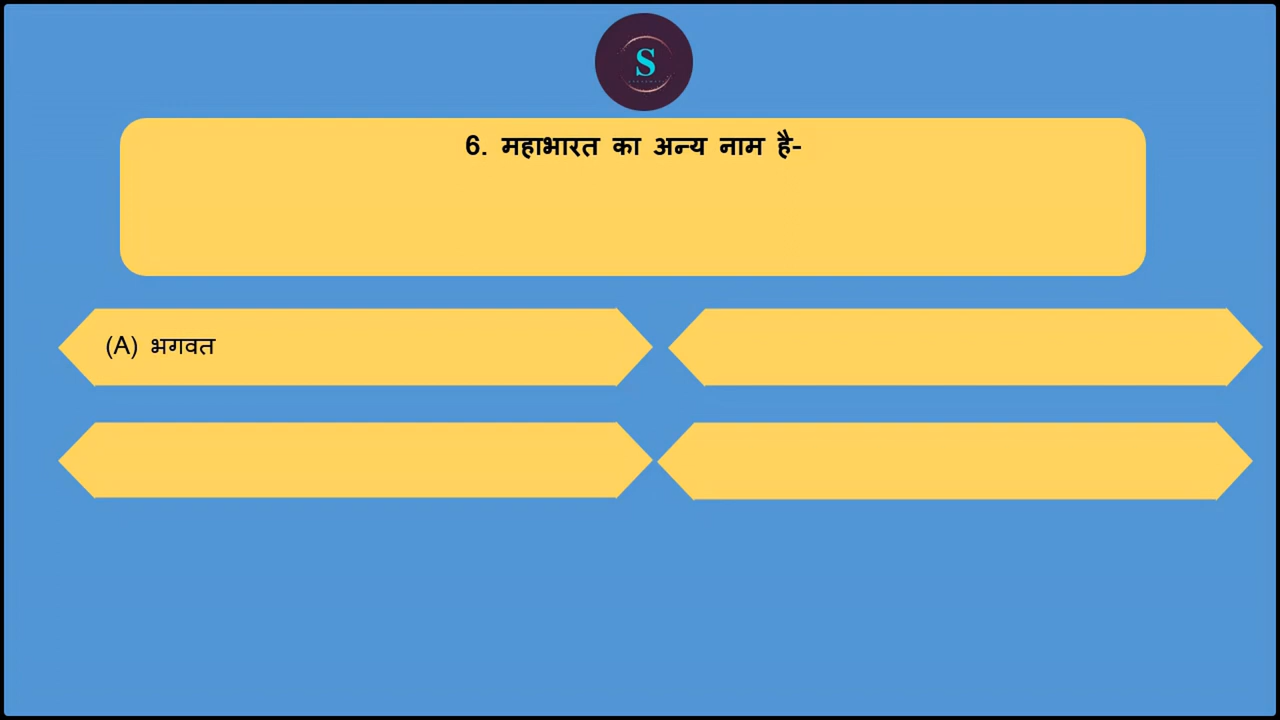 S
6. महाभारत का अन्य नाम है-
(A) भगवत